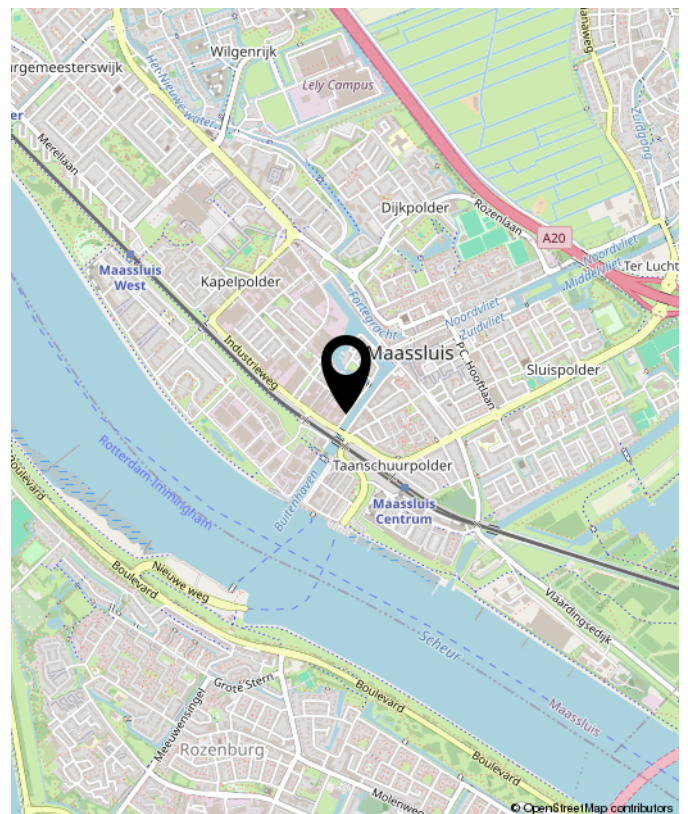 Wilgenrijk
urgemeesterswijk
Het Nieuwe water
Lely Campus
Zuidgaag
Merellaan
Dijkpolder
Rozenlaan
A20
Noordvliet
Middelvliet
Ter Lucht
Maassluis
West
Kapelpolder
Fortegracht
Noordvliet
Zuidvliet
Industrieweg
Maassluis
P.C. Hooftlaan
Sluispolder
Rotterdam-Immingham
Boulevard
Buitenhaven
Taanschuurpolder
Maassluis
Centrum
Nieuwe weg
Boulevard
Vlaardingsedijk
Scheur
Maassluis
Grote Stern
Meeuwensingel
Boulevard
Rozenburg
Boulevard
Molenweg
© OpenStreetMap contributors